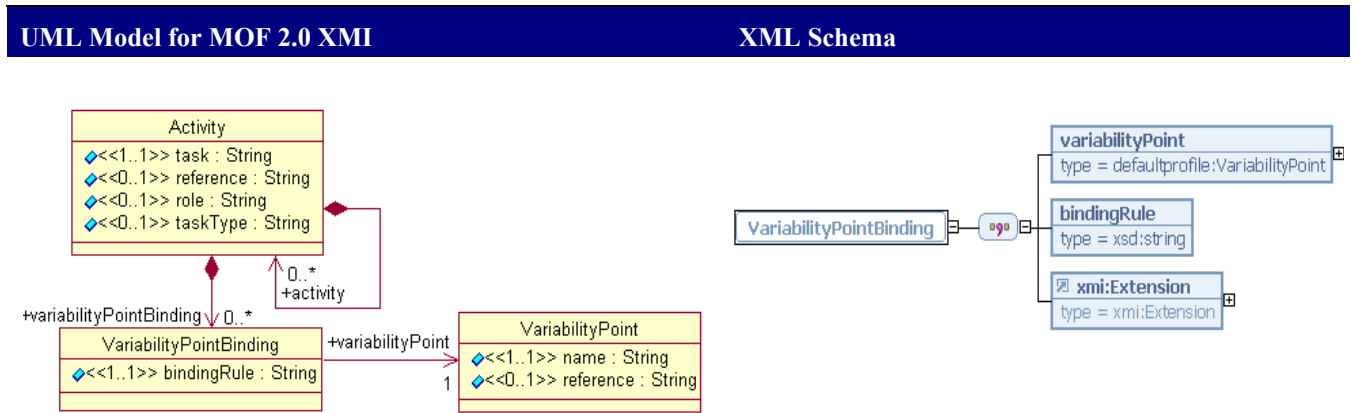 UML Model for MOF 2.0 XMI
XML Schema
Activity
<<1..1>> task : String
<<0..1>> reference : String
<<0..1>> role : String
<<0..1>> taskType : String
0..*
+activity
+variabilityPointBinding
0..*
VariabilityPointBinding
<<1..1>> bindingRule : String
+variabilityPoint
1
VariabilityPoint
<<1..1>> name : String
<<0..1>> reference : String
VariabilityPointBinding
variabilityPoint
type = defaultprofile:VariabilityPoint
bindingRule
type = xsd:string
xmi:Extension
type = xmi:Extension